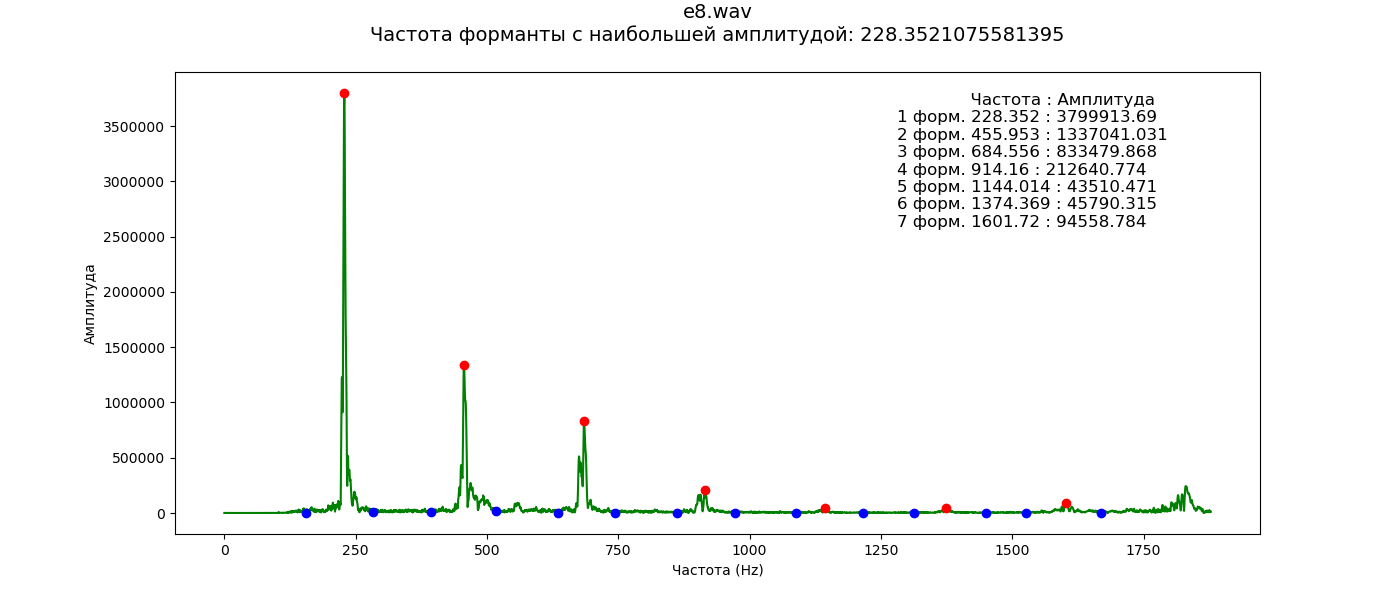 e8.wav
Частота форманты с наибольшей амплитудой: 228.3521075581395
Частота : Амплитуда
1 форм. 228.352 : 3799913.69
2 форм. 455.953 : 1337041.031
3 форм. 684.556 : 833479.868
4 форм. 914.16 : 212640.774
5 форм. 1144.014 : 43510.471
6 форм. 1374.369 : 45790.315
7 форм. 1601.72 : 94558.784
3500000
3000000
2500000
2000000
1500000
1000000
500000
0
Амплитуда
0 250 500 750 1000 1250 1500 1750
Частота (Hz)